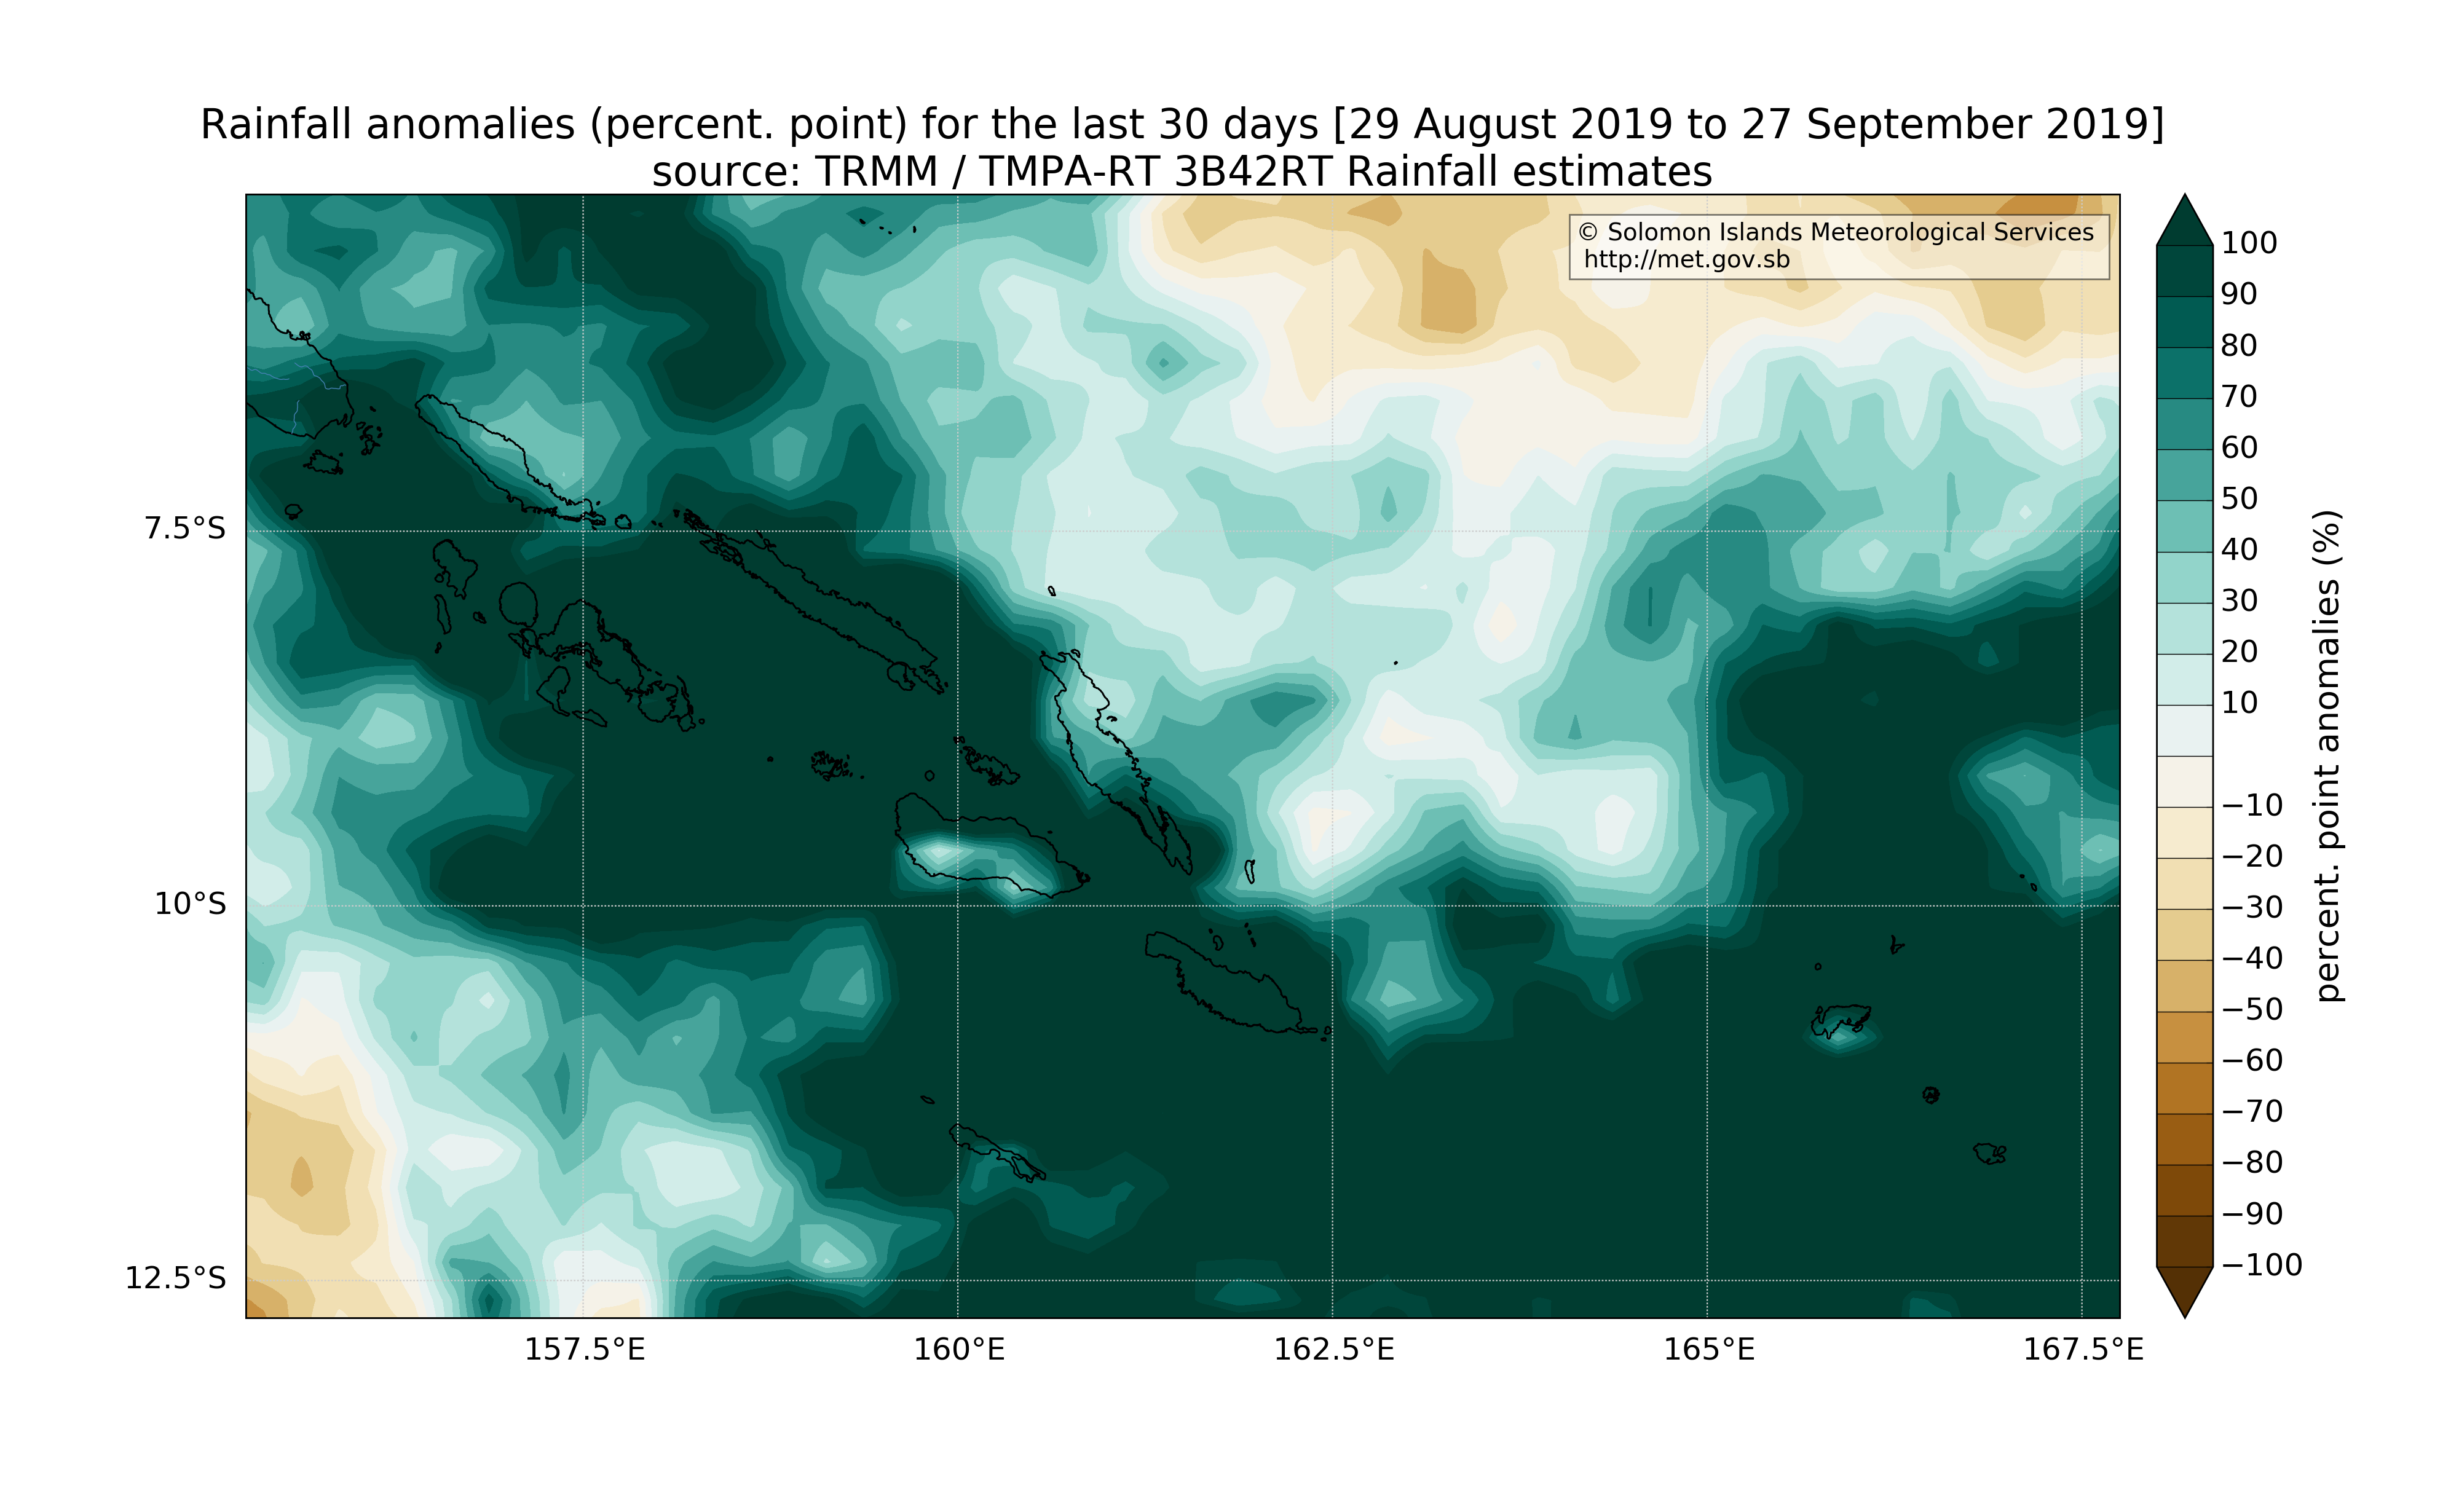 Rainfall anomalies (percent. point) for the last 30 days [29 August 2019 to 27 September 2019]
source: TRMM / TMPA-RT 3B42RT Rainfall estimates
© Solomon Islands Meteorological Services
http://met.gov.sb
7.5°S
10°S
12.5°S
157.5°E
160°E
162.5°E
165°E
167.5°E
100
90
80
70
60
50
40
30
20
10
−10
−20
−30
−40
−50
−60
−70
−80
−90
−100
percent. point anomalies (%)